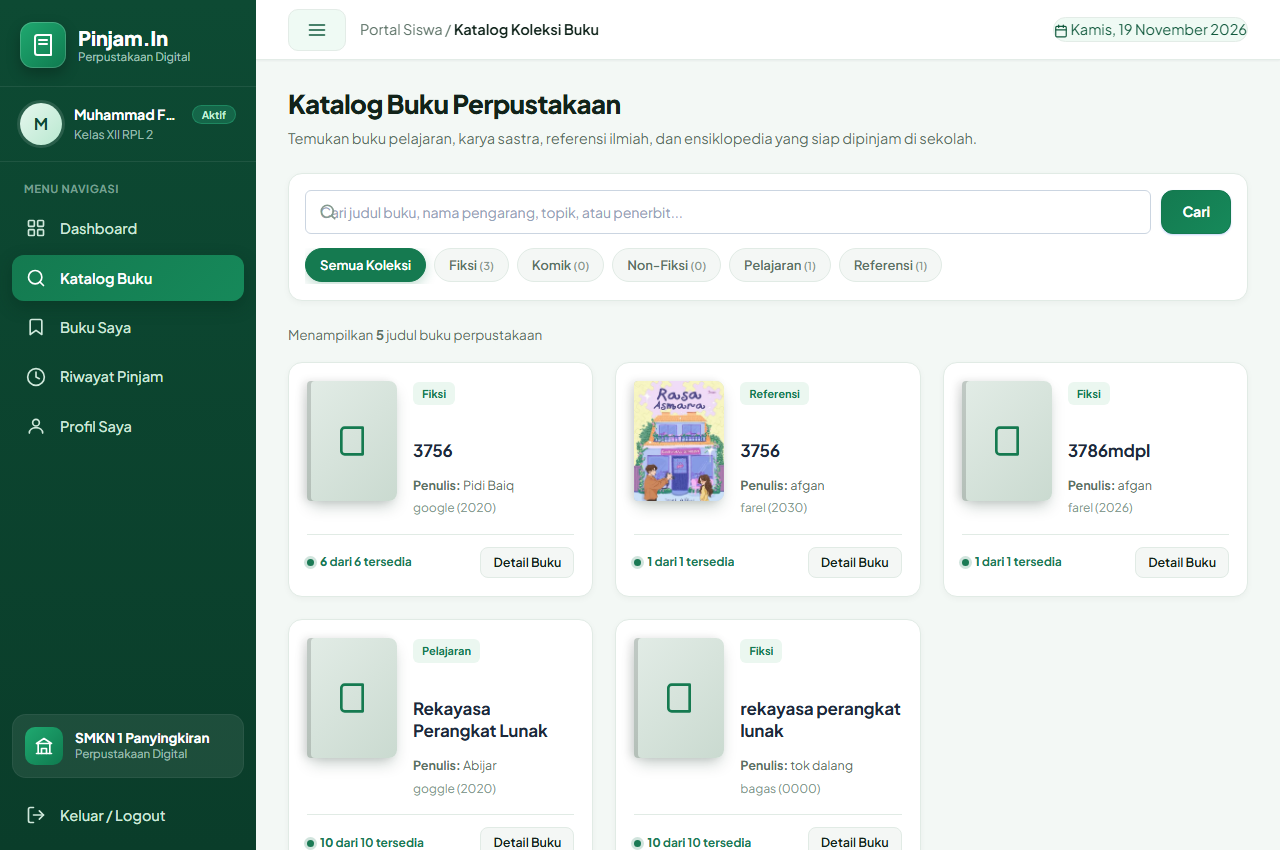 Pinjam.In
Perpustakaan Digital
M
Muhammad F...
Aktif
Kelas XII RPL 2
MENU NAVIGASI
Dashboard
Katalog Buku
Buku Saya
Riwayat Pinjam
Profil Saya
SMKN 1 Panyingkiran
Perpustakaan Digital
Keluar / Logout
Portal Siswa / Katalog Koleksi Buku
Kamis, 19 November 2026
Katalog Buku Perpustakaan
Temukan buku pelajaran, karya sastra, referensi ilmiah, dan ensiklopedia yang siap dipinjam di sekolah.
Cari judul buku, nama pengarang, topik, atau penerbit...
Cari
Semua Koleksi
Fiksi (3)
Komik (0)
Non-Fiksi (0)
Pelajaran (1)
Referensi (1)
Menampilkan 5 judul buku perpustakaan
Fiksi
3756
Penulis: Pidi Baiq
google (2020)
6 dari 6 tersedia
Detail Buku
Rasa
Asmara
Referensi
3756
Penulis: afgan
farel (2030)
1 dari 1 tersedia
Detail Buku
Fiksi
3786mdpl
Penulis: afgan
farel (2026)
1 dari 1 tersedia
Detail Buku
Pelajaran
Rekayasa
Perangkat Lunak
Penulis: Abijar
goggle (2020)
10 dari 10 tersedia
Detail Buku
Fiksi
rekayasa perangkat
lunak
Penulis: tok dalang
bagas (0000)
10 dari 10 tersedia
Detail Buku